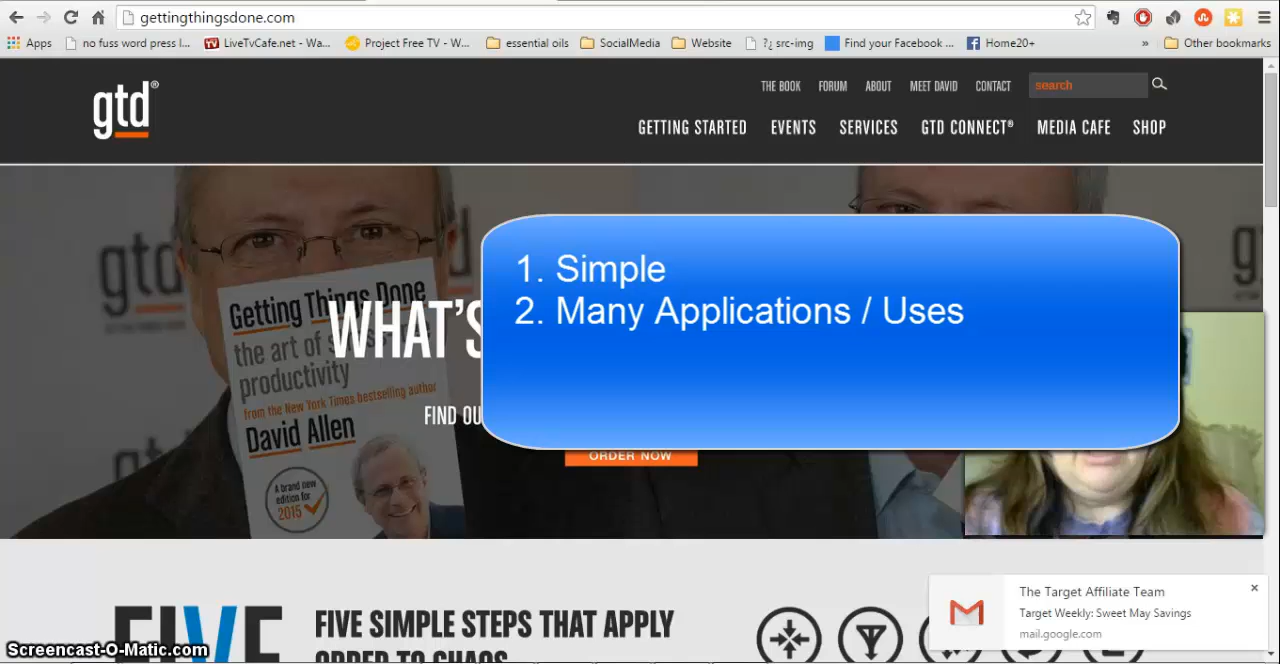 gettingthingsdone.com
Apps
no fuss word press l...
LiveTvCafe.net - Wa...
Project Free TV - W...
essential oils
SocialMedia
Website
?¿ src-img
Find your Facebook ...
Home20+
»
Other bookmarks
gtd®
THE BOOK
FORUM
ABOUT
MEET DAVID
CONTACT
search
GETTING STARTED
EVENTS
SERVICES
GTD CONNECT®
MEDIA CAFE
SHOP
gtd
Getting Things Done
the art of
productivity
from the New York Times bestselling author
David Allen
A brand new
edition for
2015
WHAT'S
FIND OU
1. Simple
2. Many Applications / Uses
ORDER NOW
FIVE
FIVE SIMPLE STEPS THAT APPLY
ORDER TO CHAOS
The Target Affiliate Team
Target Weekly: Sweet May Savings
mail.google.com
Screencast-O-Matic.com